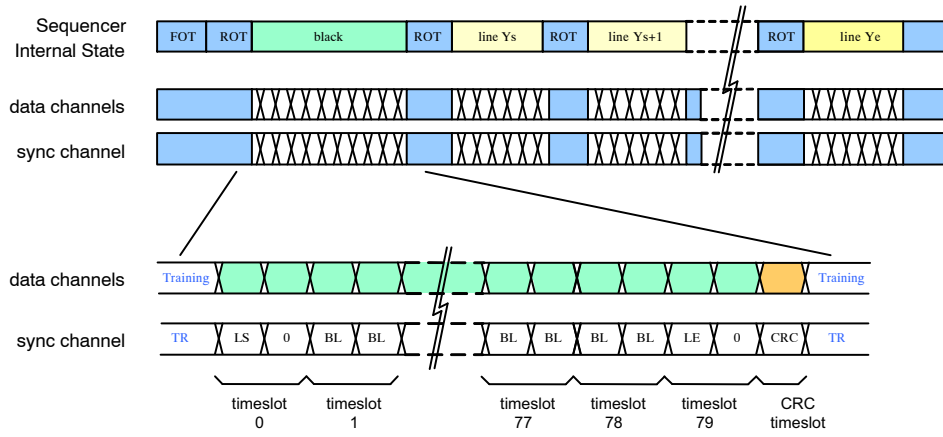 Sequencer
Internal State
FOT ROT black ROT line Ys ROT line Ys+1 ROT line Ye
data channels
sync channel
data channels Training Training
sync channel TR LS 0 BL BL BL BL BL BL LE 0 CRC TR
timeslot timeslot timeslot timeslot timeslot CRC
0 1 77 78 79 timeslot